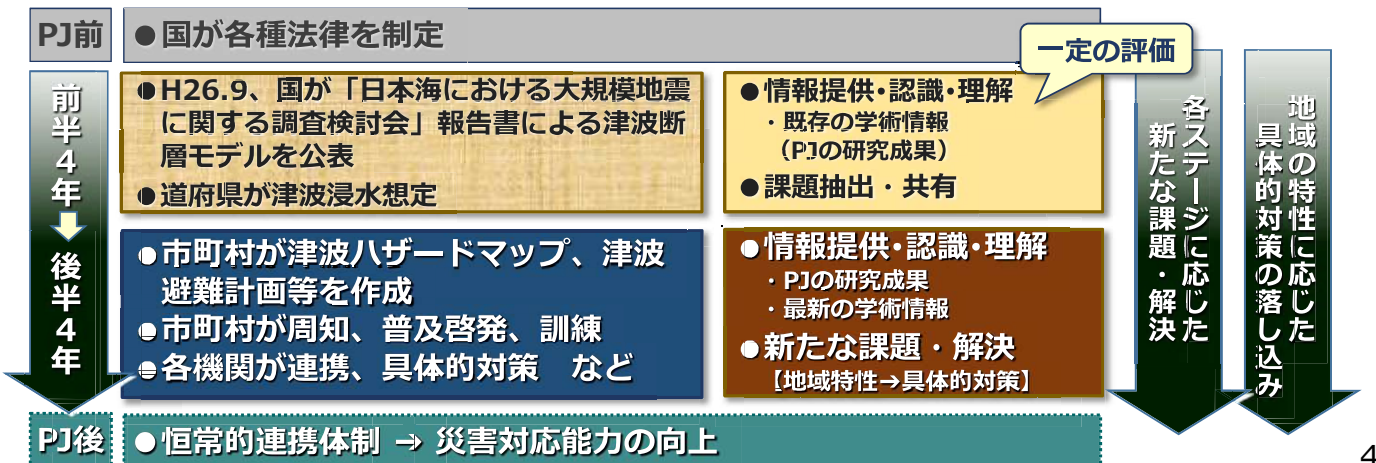 PJ前
●国が各種法律を制定
一定の評価
前半4年
後半4年
●H26.9、国が「日本海における大規模地震
に関する調査検討会」報告書による津波断
層モデルを公表
●道府県が津波浸水想定
●情報提供・認識・理解
・既存の学術情報
（PJの研究成果）
●課題抽出・共有
●市町村が津波ハザードマップ、津波
避難計画等を作成
●市町村が周知、普及啓発、訓練
●各機関が連携、具体的対策　など
●情報提供・認識・理解
・PJの研究成果
・最新の学術情報
●新たな課題・解決
【地域特性→具体的対策】
各ステージに応じた
新たな課題・解決
地域の特性に応じた
具体的対策の落し込み
PJ後
●恒常的連携体制 → 災害対応能力の向上
4